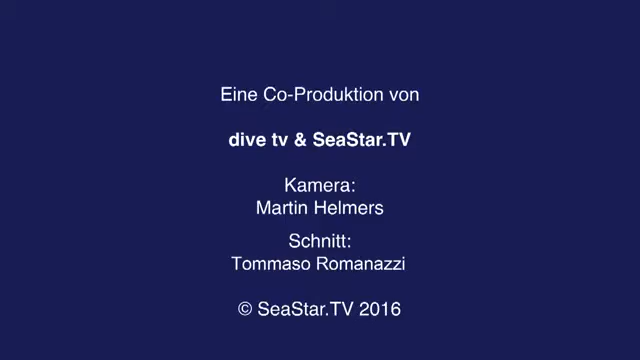 Eine Co-Produktion von
dive tv & SeaStar.TV
Kamera:
Martin Helmers
Schnitt:
Tommaso Romanazzi
© SeaStar.TV 2016